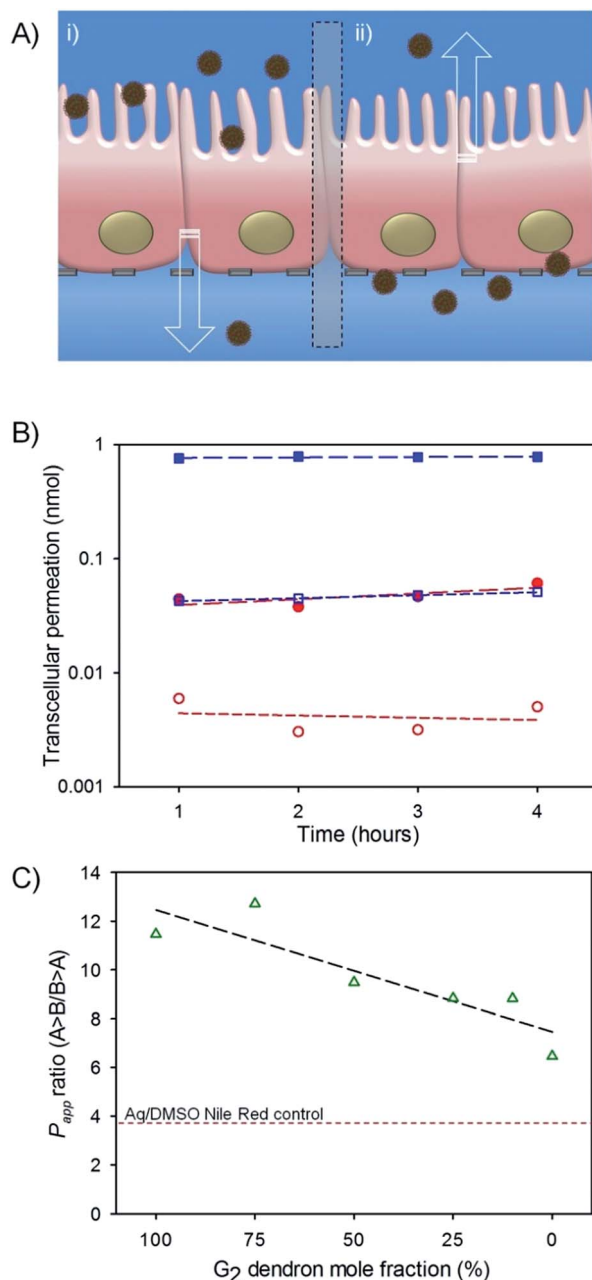 A)
i)
ii)
B)
Transcellular permeation (nmol)
1
0.1
0.01
0.001
1
2
3
4
Time (hours)
C)
Papp ratio (A>B/B>A)
14
12
10
8
6
4
2
0
Aq/DMSO Nile Red control
100
75
50
25
0
G2 dendron mole fraction (%)